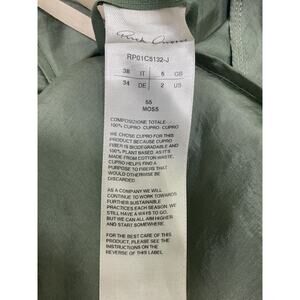 Rick Owens
RP01C5132-J
38 IT 6 GB
34 DE 2 US
55
MOSS
COMPOSIZIONE TOTALE:
100% CUPRO- CUPRO- CUPRO
WE CHOSE CUPRO FOR THIS
PRODUCT BECAUSE CUPRO
FIBER IS BIODEGRADABLE AND
ANTISTATIC. AS IT'S
MADE FROM COTTON WASTE,
CUPRO HELPS FIND A
PURPOSE TO FIBERS THAT
WOULD OTHERWISE BE
DISCARDED.
AS A COMPANY WE WILL
CONTINUE TO WORK TOWARDS
FURTHER SUSTAINABLE
PRACTICES EACH SEASON. WE
STILL HAVE A WAYS TO GO,
BUT WE CAN ALL AIM HIGHER
AND START SOMEWHERE.
FOR THE BEST CARE OF THIS
PRODUCT, PLEASE SEE THE
INSTRUCTIONS ON THE
REVERSE OF THIS LABEL.